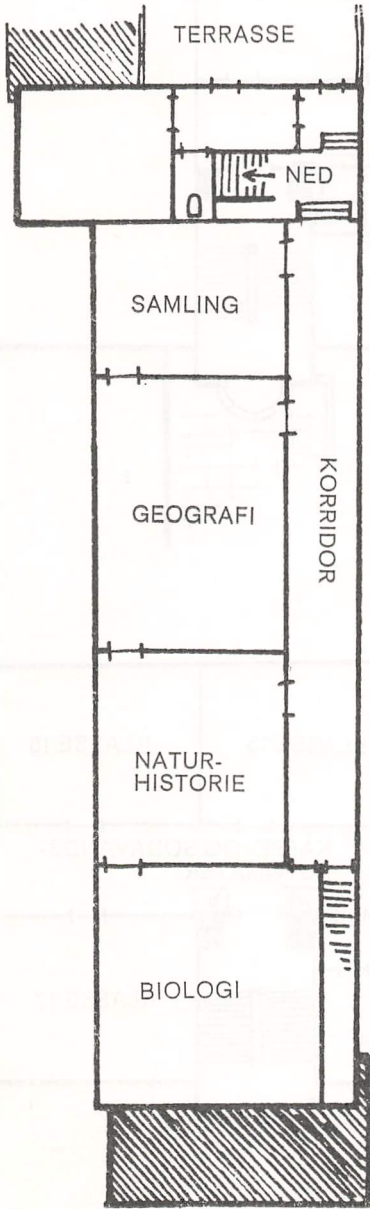 TERRASSE
NED
SAMLING
GEOGRAFI
KORRIDOR
NATUR-
HISTORIE
BIOLOGI